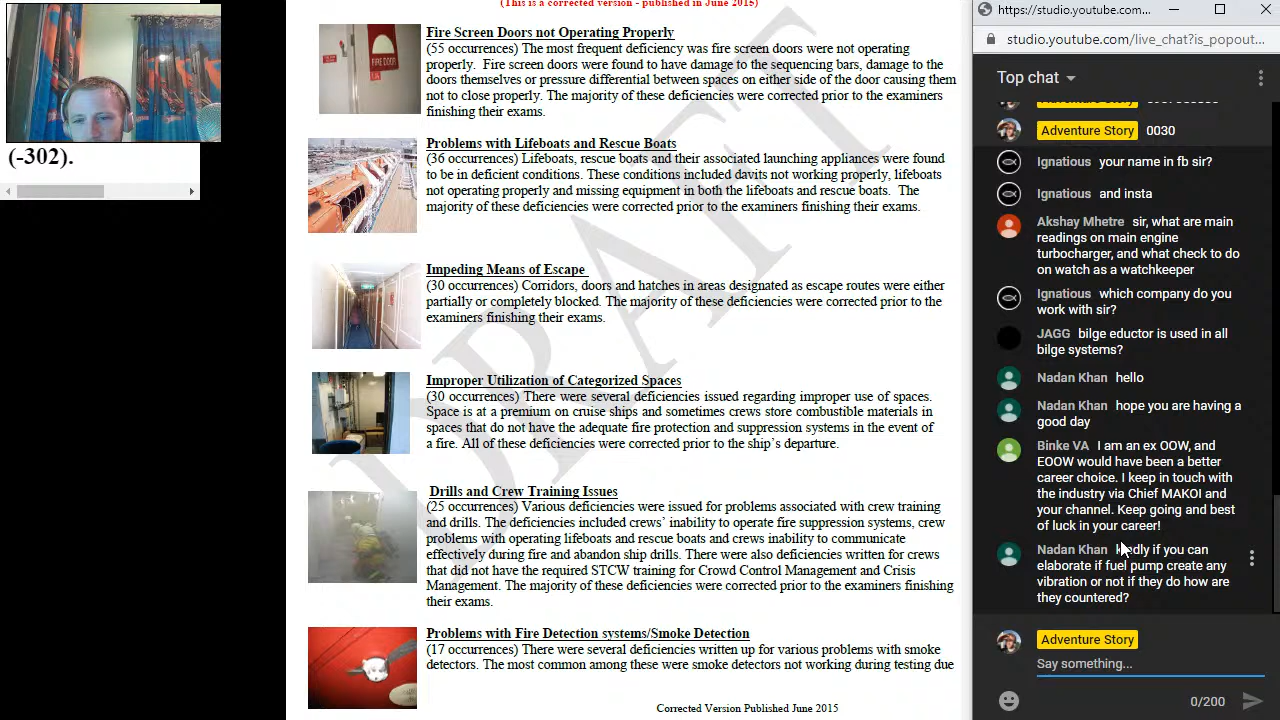 (This is a corrected version - published in June 2015)
Fire Screen Doors not Operating Properly
(55 occurrences) The most frequent deficiency was fire screen doors were not operating
properly. Fire screen doors were found to have damage to the sequencing bars, damage to the
doors themselves or pressure differential between spaces on either side of the door causing them
not to close properly. The majority of these deficiencies were corrected prior to the examiners
finishing their exams.
FIRE DOOR
Problems with Lifeboats and Rescue Boats
(36 occurrences) Lifeboats, rescue boats and their associated launching appliances were found
to be in deficient conditions. These conditions included davits not working properly, lifeboats
not operating properly and missing equipment in both the lifeboats and rescue boats. The
majority of these deficiencies were corrected prior to the examiners finishing their exams.
Impeding Means of Escape
(30 occurrences) Corridors, doors and hatches in areas designated as escape routes were either
partially or completely blocked. The majority of these deficiencies were corrected prior to the
examiners finishing their exams.
Improper Utilization of Categorized Spaces
(30 occurrences) There were several deficiencies issued regarding improper use of spaces.
Space is at a premium on cruise ships and sometimes crews store combustible materials in
spaces that do not have the adequate fire protection and suppression systems in the event of
a fire. All of these deficiencies were corrected prior to the ship's departure.
Drills and Crew Training Issues
(25 occurrences) Various deficiencies were issued for problems associated with crew training
and drills. The deficiencies included crews' inability to operate fire suppression systems, crew
problems with operating lifeboats and rescue boats and crews inability to communicate
effectively during fire and abandon ship drills. There were also deficiencies written for crews
that did not have the required STCW training for Crowd Control Management and Crisis
Management. The majority of these deficiencies were corrected prior to the examiners finishing
their exams.
Problems with Fire Detection systems/Smoke Detection
(17 occurrences) There were several deficiencies written up for various problems with smoke
detectors. The most common among these were smoke detectors not working during testing due
Corrected Version Published June 2015
DRAFT
(-302).
https://studio.youtube.com...
studio.youtube.com/live_chat?is_popout...
Top chat
Adventure Story 0030
Ignatious your name in fb sir?
Ignatious and insta
Akshay Mhetre sir, what are main
readings on main engine
turbocharger, and what check to do
on watch as a watchkeeper
Ignatious which company do you
work with sir?
JAGG bilge eductor is used in all
bilge systems?
Nadan Khan hello
Nadan Khan hope you are having a
good day
Binke VA I am an ex OOW, and
EOOW would have been a better
career choice. I keep in touch with
the industry via Chief MAKOI and
your channel. Keep going and best
of luck in your career!
Nadan Khan kindly if you can
elaborate if fuel pump create any
vibration or not if they do how are
they countered?
Adventure Story
Say something...
0/200